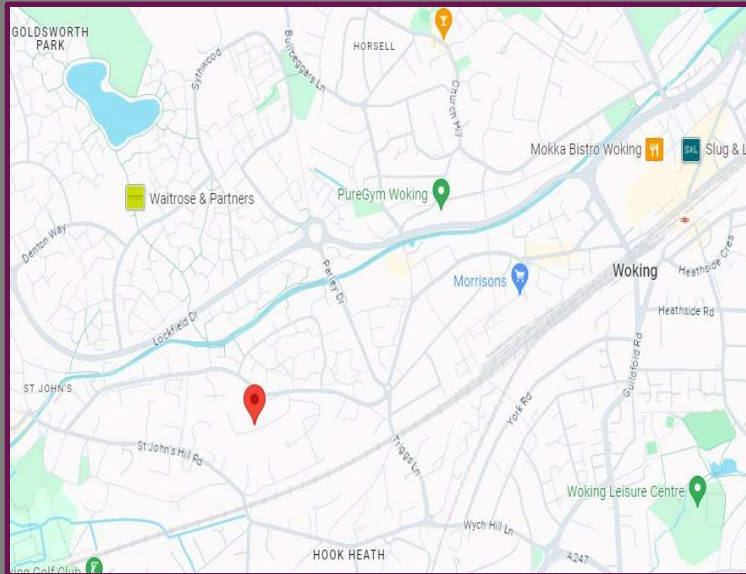 GOLDSWORTH
PARK
Sythwood
Bullbeggars Ln
HORSELL
Church Hill
Mokka Bistro Woking
SAL
Slug & L
PureGym Woking
Waitrose & Partners
Denton Way
Parley Dr
Morrisons
Woking
Heathside Cres
Heathside Rd
Lockfield Dr
Guildford Rd
ST JOHN'S
St John's Hill Rd
York Rd
Triggs Ln
Woking Leisure Centre
Wych Hill Ln
HOOK HEATH
A247
king Golf Club